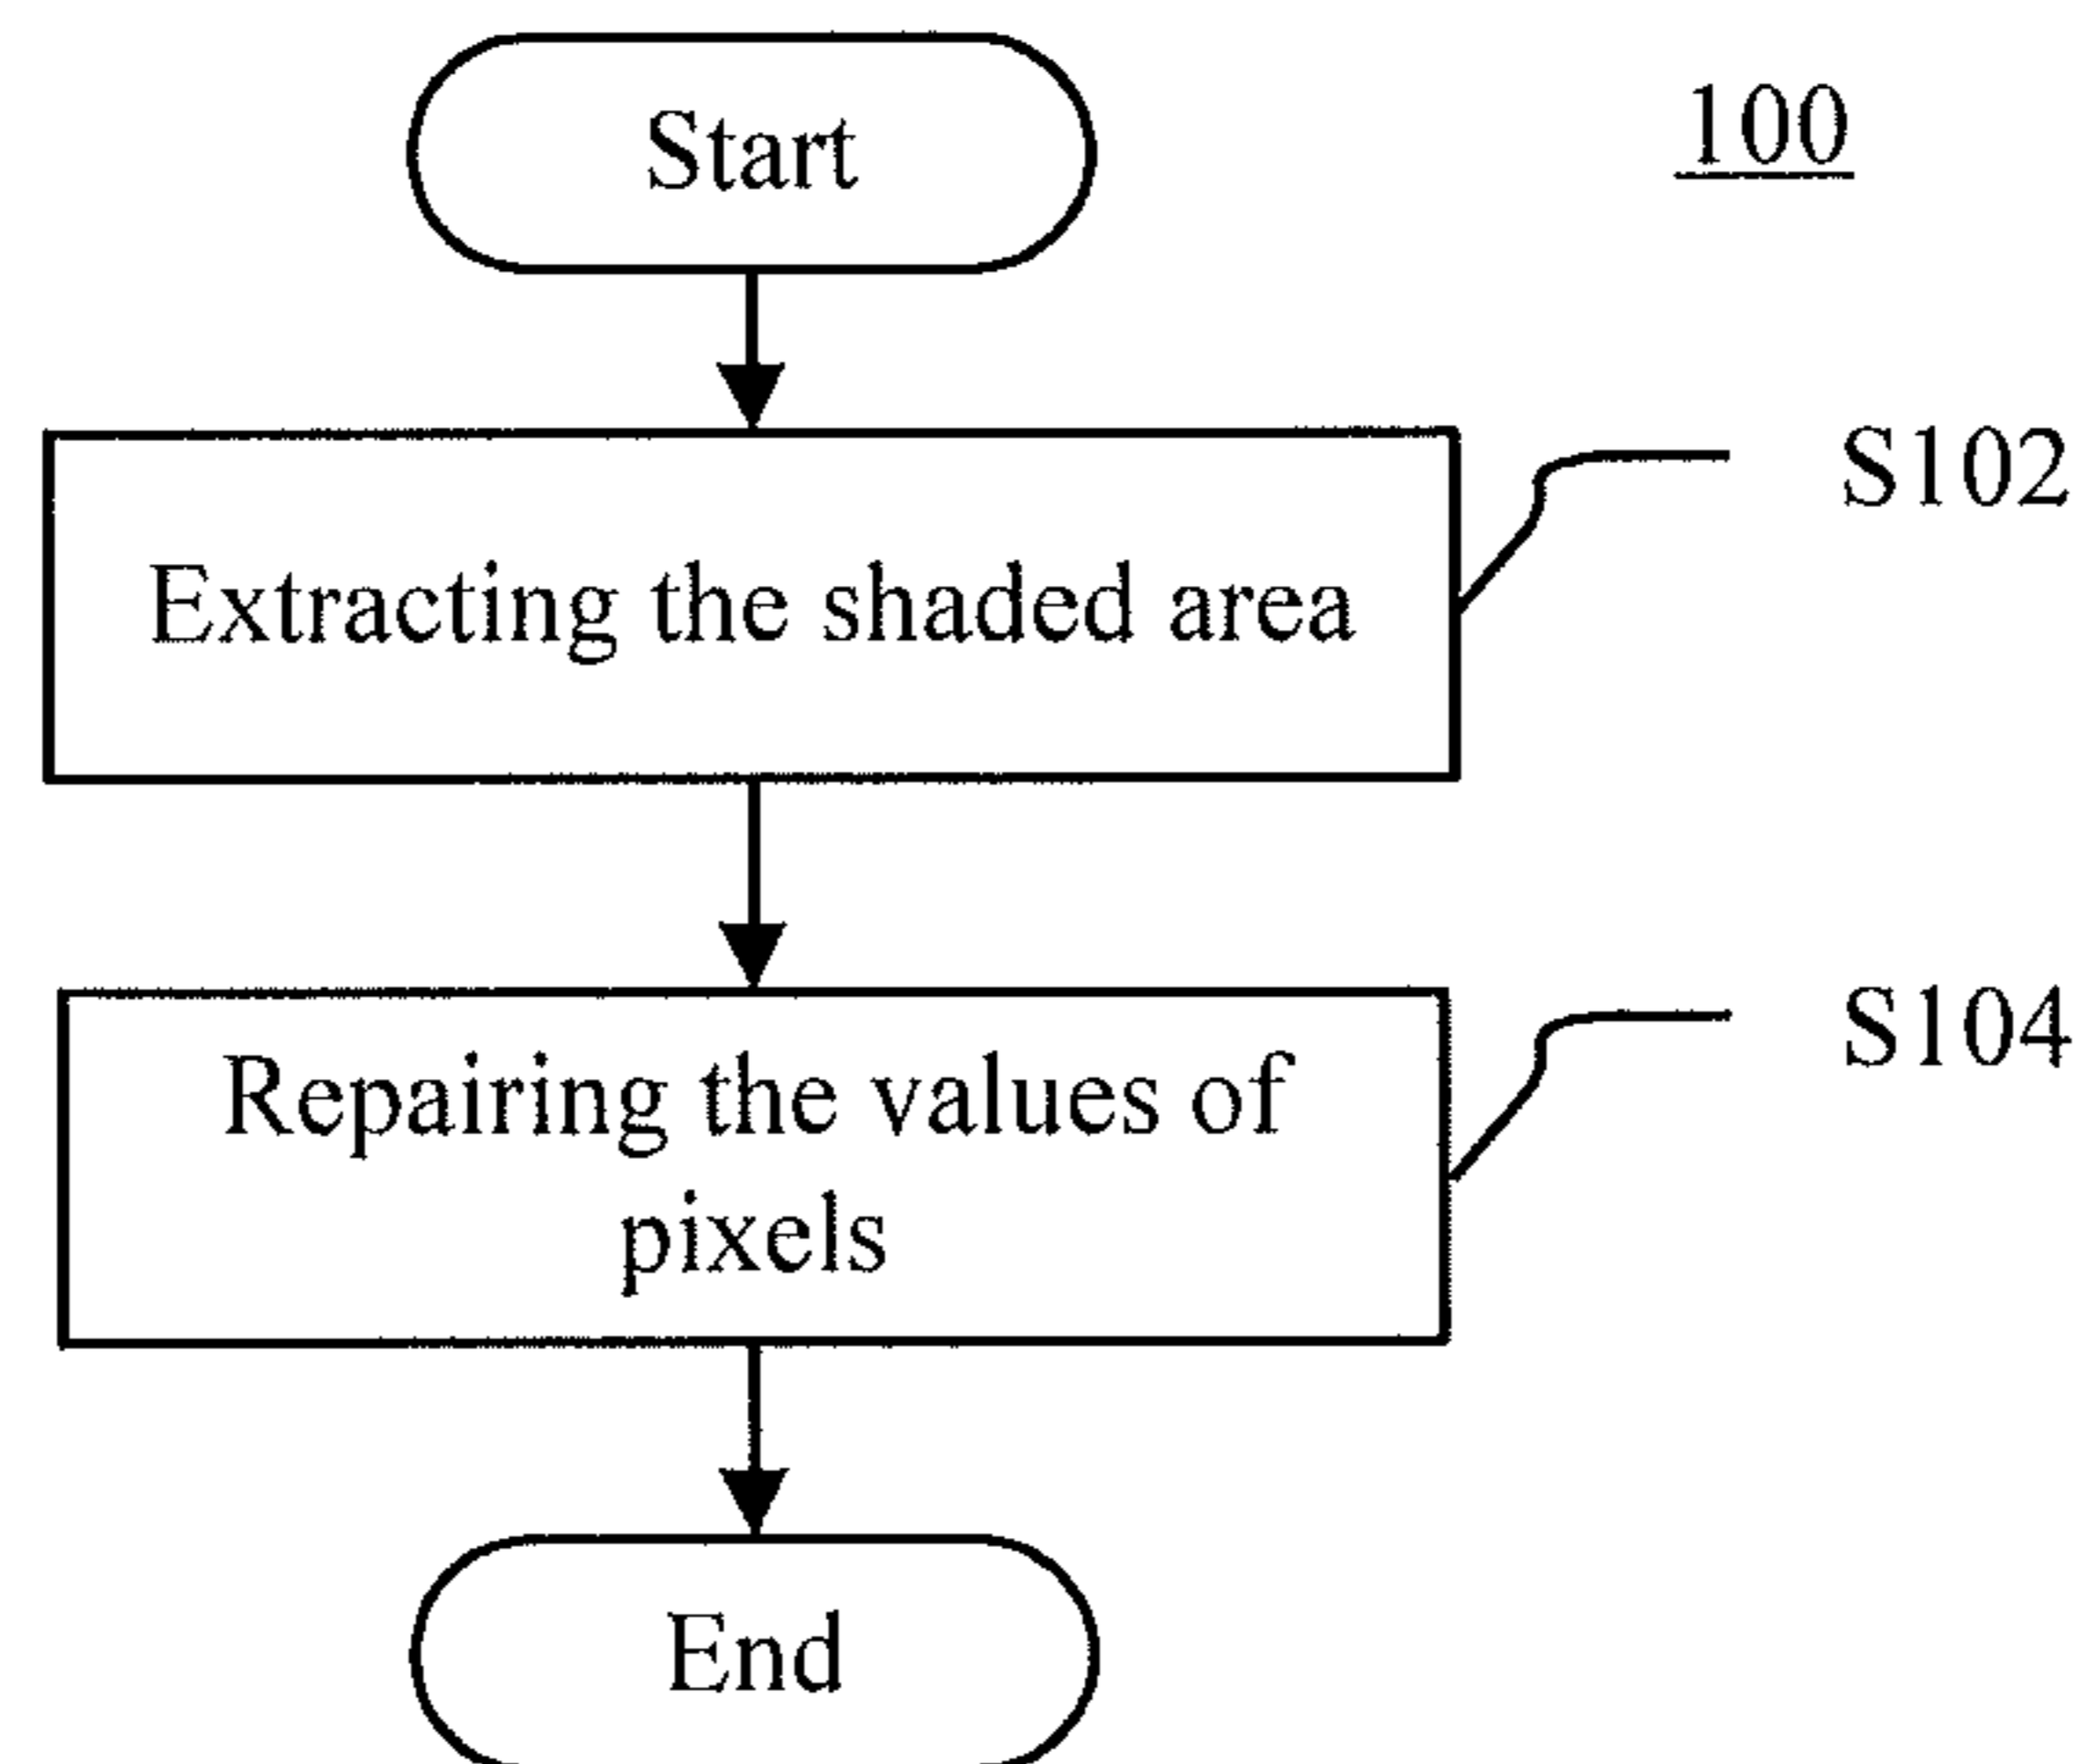 Start
100
Extracting the shaded area
S102
Repairing the values of
pixels
S104
End